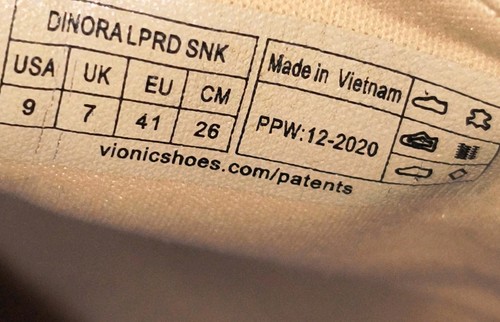 DINORA LPRD SNK
USA UK EU CM
9 7 41 26
Made in Vietnam
PPW:12-2020
vionicshoes.com/patents